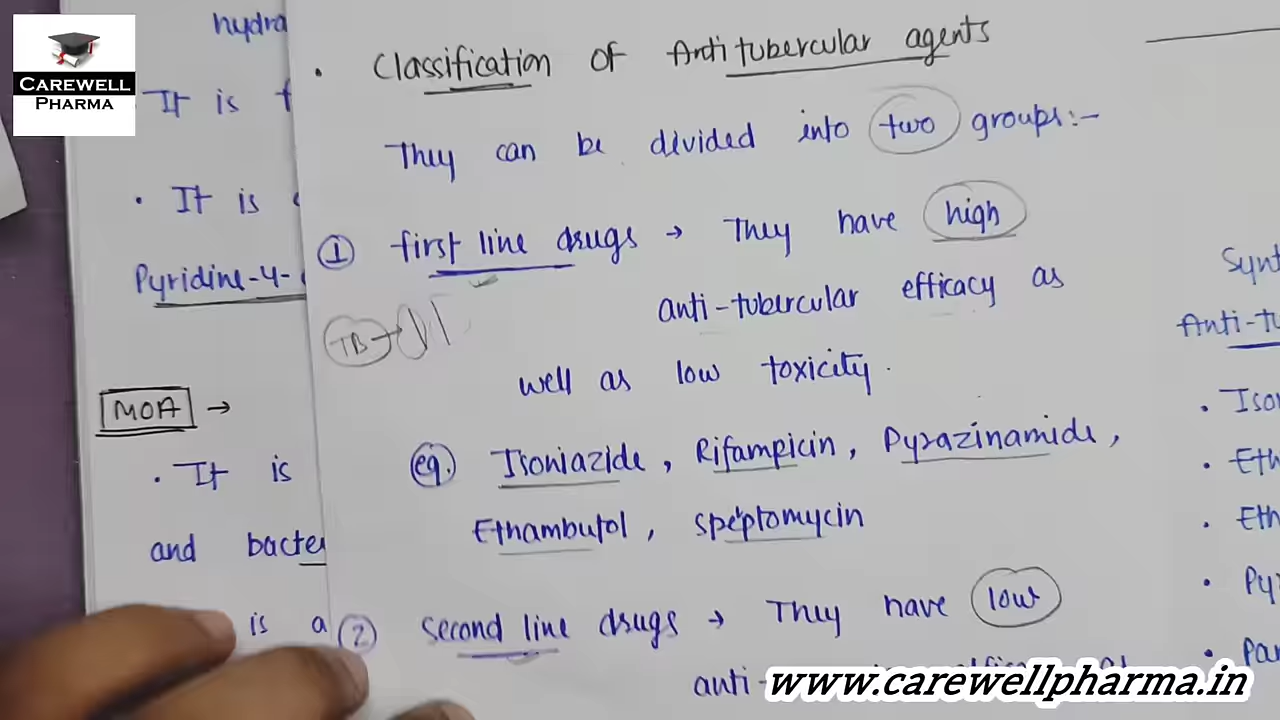 CAREWELL
PHARMA
hydra
It is f
• It is
Pyridine-4-
MOA →
• It is
and bacte
is a
• Classification of Anti tubercular agents
They can be divided into two groups:-
① first line drugs → They have high
anti-tubercular efficacy as
well as low toxicity.
TB →
eg. Isoniazide, Rifampicin, Pyrazinamide,
Ethambutol, Speptomycin
② Second line drugs → They have low
anti-
Synt
Anti-tu
• Iso
• Eth
• Eth
• Py
• Par
www.carewellpharma.in